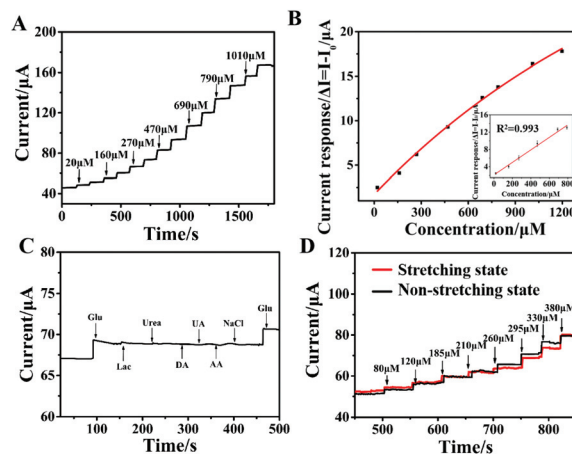 A
Current/μA
200
160
120
80
40
20μM
160μM
270μM
470μM
690μM
790μM
1010μM
0
500
1000
1500
Time/s
B
Current response/ΔI=I-I₀/μA
20
15
10
5
0
300
600
900
1200
Concentration/μM
R²=0.993
Current response/ΔI=I-I₀/μA
16
12
8
4
0
200
400
600
800
Concentration/μM
C
Current/μA
80
75
70
65
60
Glu
Lac
Urea
DA
UA
AA
NaCl
Glu
100
200
300
400
500
Time/s
D
Current/μA
120
100
80
60
40
Stretching state
Non-stretching state
80μM
120μM
185μM
210μM
260μM
295μM
330μM
380μM
500
600
700
800
Time/s